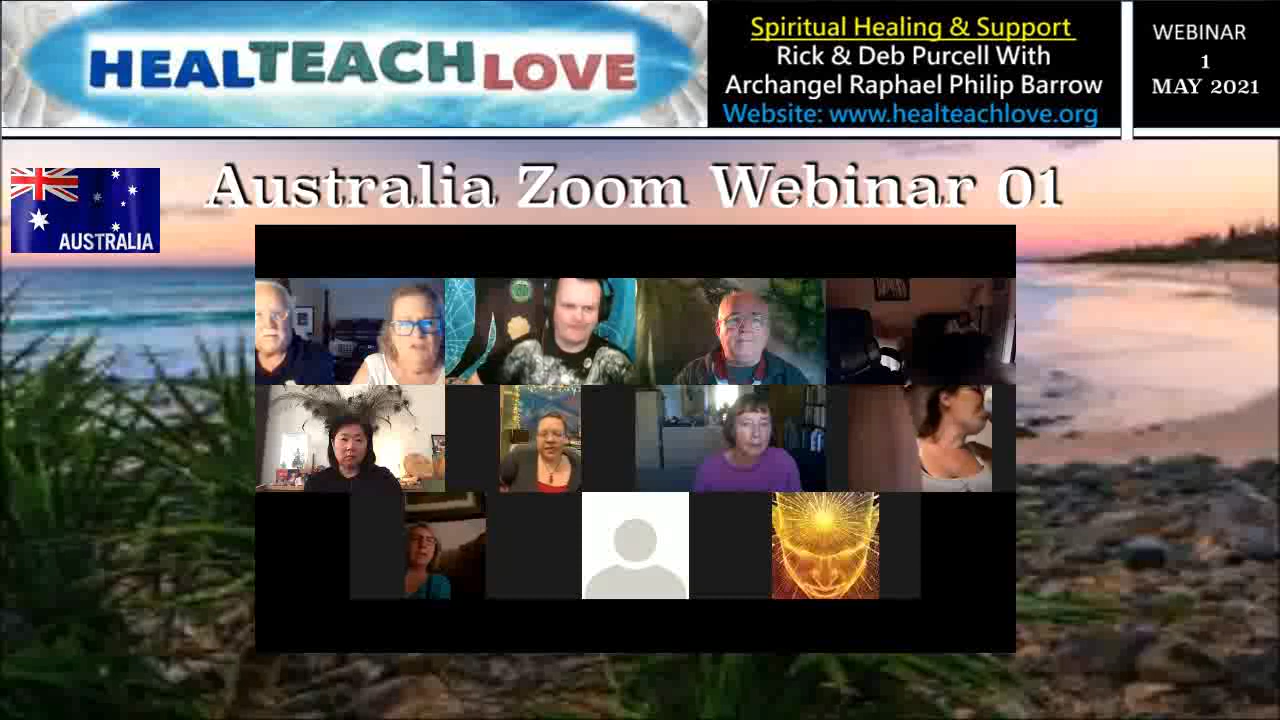 HEALTEACHLOVE
Spiritual Healing & Support
Rick & Deb Purcell With
Archangel Raphael Philip Barrow
Website: www.healteachlove.org
WEBINAR
1
MAY 2021
Australia Zoom Webinar 01
AUSTRALIA